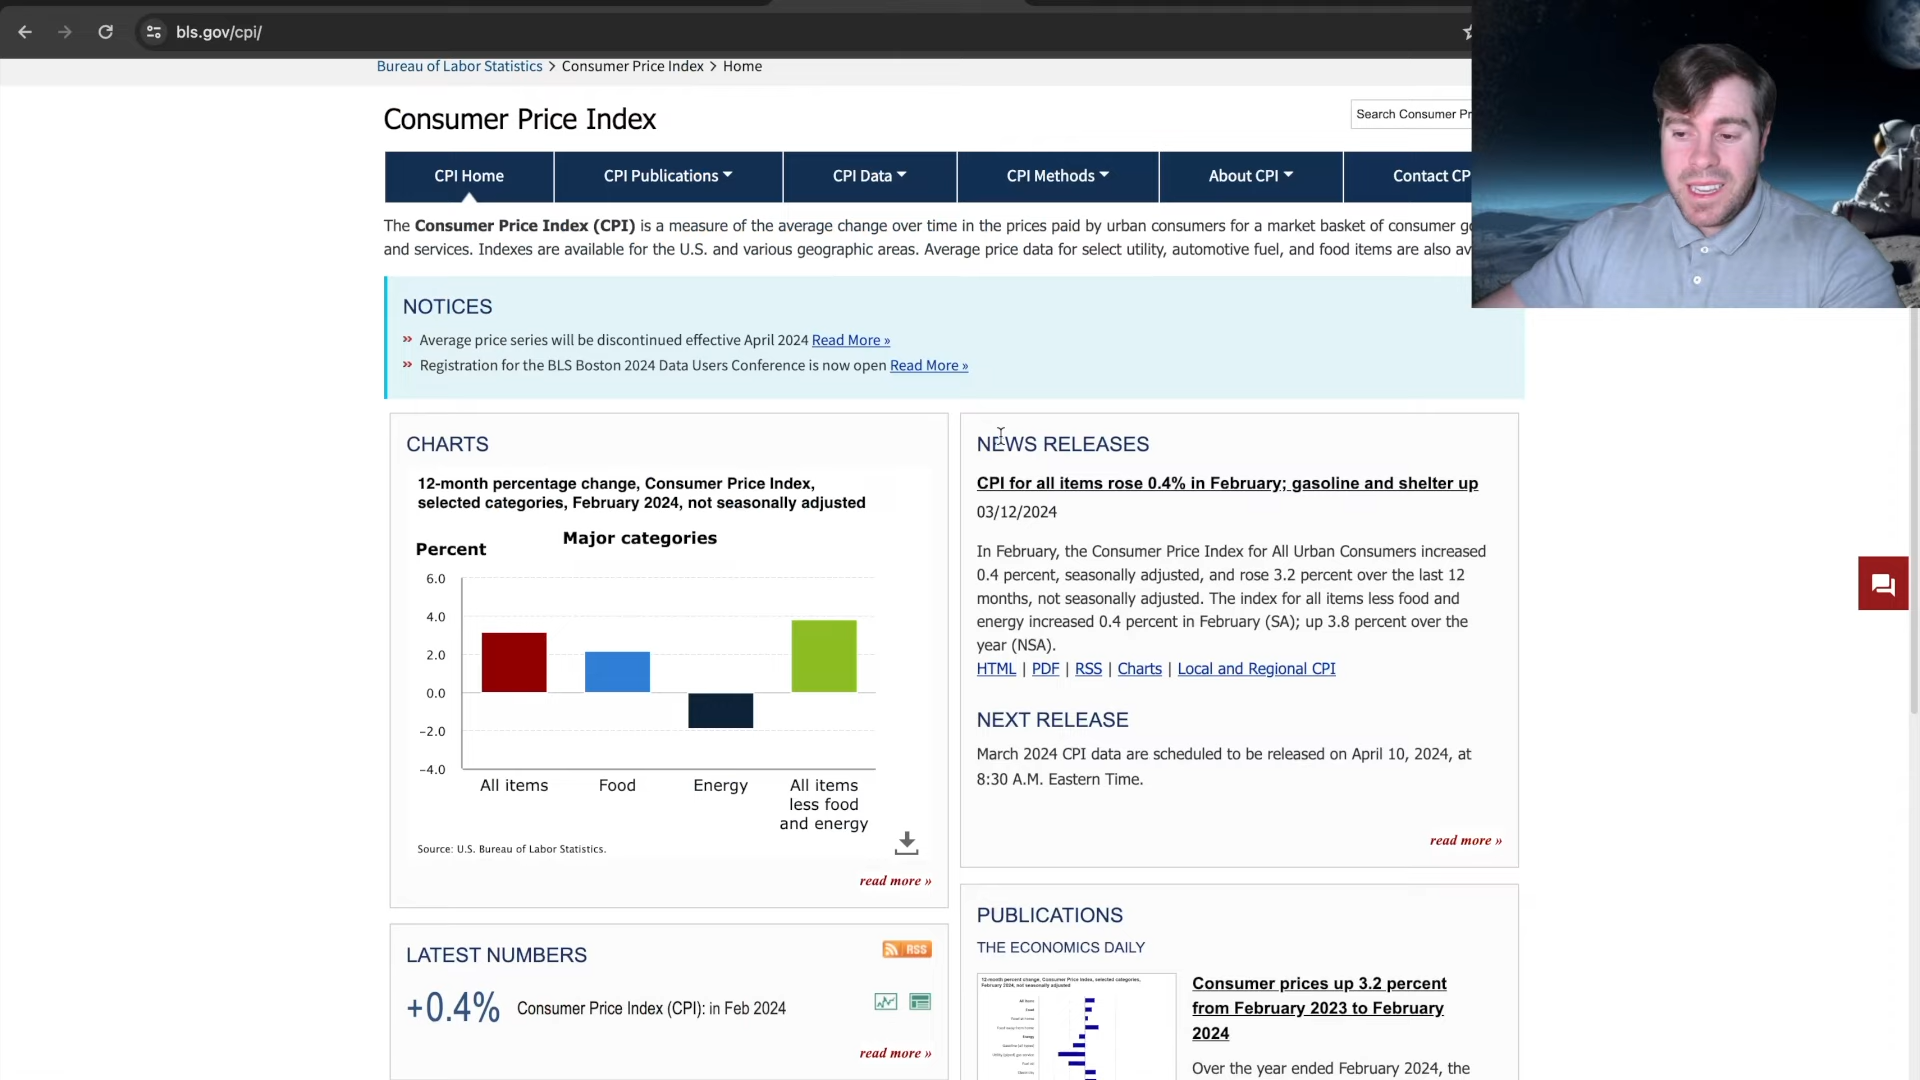 bls.gov/cpi/
Bureau of Labor Statistics > Consumer Price Index > Home
Consumer Price Index
Search Consumer Pr
CPI Home
CPI Publications
CPI Data
CPI Methods
About CPI
Contact CP
The Consumer Price Index (CPI) is a measure of the average change over time in the prices paid by urban consumers for a market basket of consumer go
and services. Indexes are available for the U.S. and various geographic areas. Average price data for select utility, automotive fuel, and food items are also av
NOTICES
» Average price series will be discontinued effective April 2024 Read More »
» Registration for the BLS Boston 2024 Data Users Conference is now open Read More »
CHARTS
12-month percentage change, Consumer Price Index,
selected categories, February 2024, not seasonally adjusted
Major categories
Percent
6.0
4.0
2.0
0.0
−2.0
−4.0
All items
Food
Energy
All items
less food
and energy
Source: U.S. Bureau of Labor Statistics.
read more »
LATEST NUMBERS
RSS
+0.4% Consumer Price Index (CPI): in Feb 2024
read more »
NEWS RELEASES
CPI for all items rose 0.4% in February; gasoline and shelter up
03/12/2024
In February, the Consumer Price Index for All Urban Consumers increased
0.4 percent, seasonally adjusted, and rose 3.2 percent over the last 12
months, not seasonally adjusted. The index for all items less food and
energy increased 0.4 percent in February (SA); up 3.8 percent over the
year (NSA).
HTML | PDF | RSS | Charts | Local and Regional CPI
NEXT RELEASE
March 2024 CPI data are scheduled to be released on April 10, 2024, at
8:30 A.M. Eastern Time.
read more »
PUBLICATIONS
THE ECONOMICS DAILY
12-month percent change, Consumer Price Index, selected categories,
February 2024, not seasonally adjusted
Consumer prices up 3.2 percent
from February 2023 to February
2024
Over the year ended February 2024, the